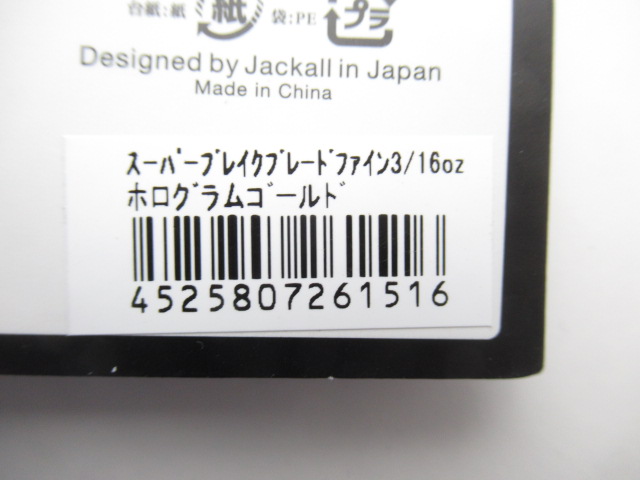 台紙:紙 紙 袋:PE プラ
Designed by Jackall in Japan
Made in China
ｽｰﾊﾟｰﾌﾞﾚｲｸﾌﾞﾚｰﾄﾞﾌｧｲﾝ3/16oz
ホログラムゴールド
4525807261516